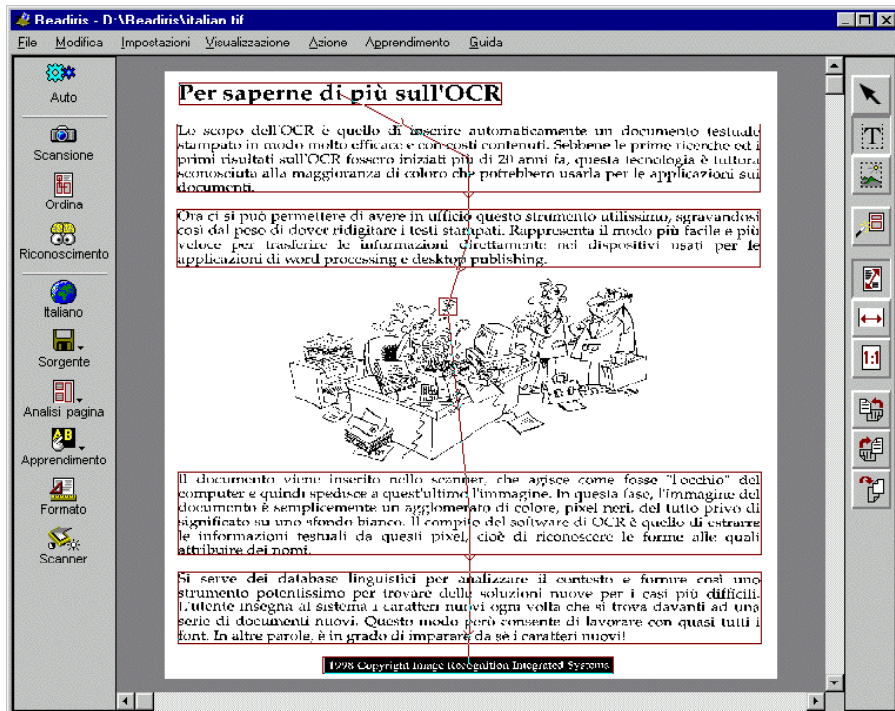 Readiris - D:\Readiris\italian.tif
File Modifica Impostazioni Visualizzazione Azione Apprendimento Guida
Auto
Scansione
Ordina
Riconoscimento
Italiano
Sorgente
Analisi pagina
Apprendimento
Formato
Scanner
Per saperne di più sull'OCR
Lo scopo dell'OCR è quello di inserire automaticamente un documento testuale
stampato in modo molto efficace e con costi contenuti. Sebbene le prime ricerche ed i
primi risultati sull'OCR fossero iniziati più di 20 anni fa, questa tecnologia è tuttora
sconosciuta alla maggioranza di coloro che potrebbero usarla per le applicazioni sui
documenti.
Ora ci si può permettere di avere in ufficio questo strumento utilissimo, sgravandosi
così dal peso di dover ridigitare i testi stampati. Rappresenta il modo più facile e più
veloce per trasferire le informazioni direttamente nei dispositivi usati per le
applicazioni di word processing e desktop publishing.
Il documento viene inserito nello scanner, che agisce come fosse "l'occhio" del
computer e quindi spedisce a quest'ultimo l'immagine. In questa fase, l'immagine del
documento è semplicemente un agglomerato di colore, pixel neri, del tutto privo di
significato su uno sfondo bianco. Il compito del software di OCR è quello di estrarre
le informazioni testuali da questi pixel, cioè di riconoscere le forme alle quali
attribuire dei nomi.
Si serve dei database linguistici per analizzare il contesto e fornire così uno
strumento potentissimo per trovare delle soluzioni nuove per i casi più difficili.
L'utente insegna al sistema i caratteri nuovi ogni volta che si trova davanti ad una
serie di documenti nuovi. Questo modo però consente di lavorare con quasi tutti i
font. In altre parole, è in grado di imparare da sè i caratteri nuovi!
1998 Copyright Image Recognition Integrated Systems
T
1:1